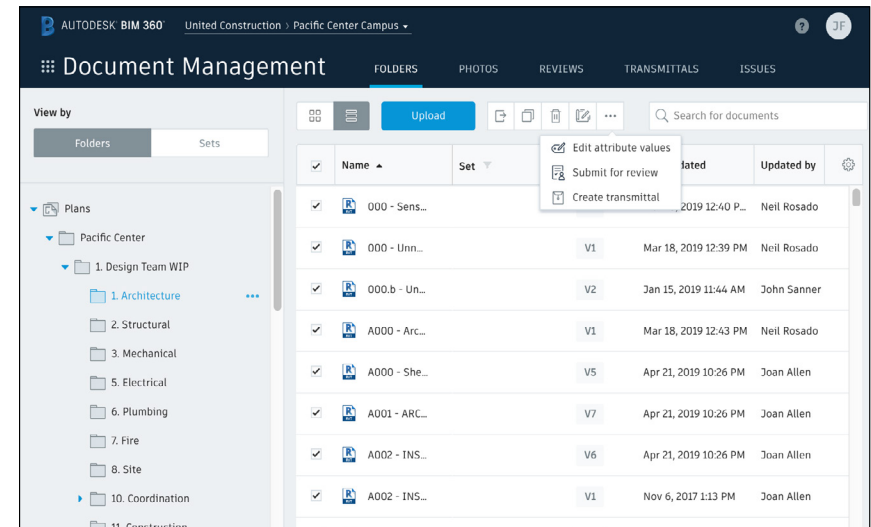 AUTODESK® BIM 360° United Construction > Pacific Center Campus
? JF
Document Management FOLDERS PHOTOS REVIEWS TRANSMITTALS ISSUES
View by
Folders Sets
Upload
Search for documents
Edit attribute values
Submit for review
Create transmittal
Name Set dated Updated by
Plans
Pacific Center
1. Design Team WIP
1. Architecture
2. Structural
3. Mechanical
5. Electrical
6. Plumbing
7. Fire
8. Site
10. Coordination
11. Construction
000 - Sens... , 2019 12:40 P... Neil Rosado
000 - Unn... V1 Mar 18, 2019 12:39 PM Neil Rosado
000.b - Un... V2 Jan 15, 2019 11:44 AM John Sanner
A000 - Arc... V1 Mar 18, 2019 12:43 PM Neil Rosado
A000 - She... V5 Apr 21, 2019 10:26 PM Joan Allen
A001 - ARC... V7 Apr 21, 2019 10:26 PM Joan Allen
A002 - INS... V6 Apr 21, 2019 10:26 PM Joan Allen
A002 - INS... V1 Nov 6, 2017 1:13 PM Joan Allen